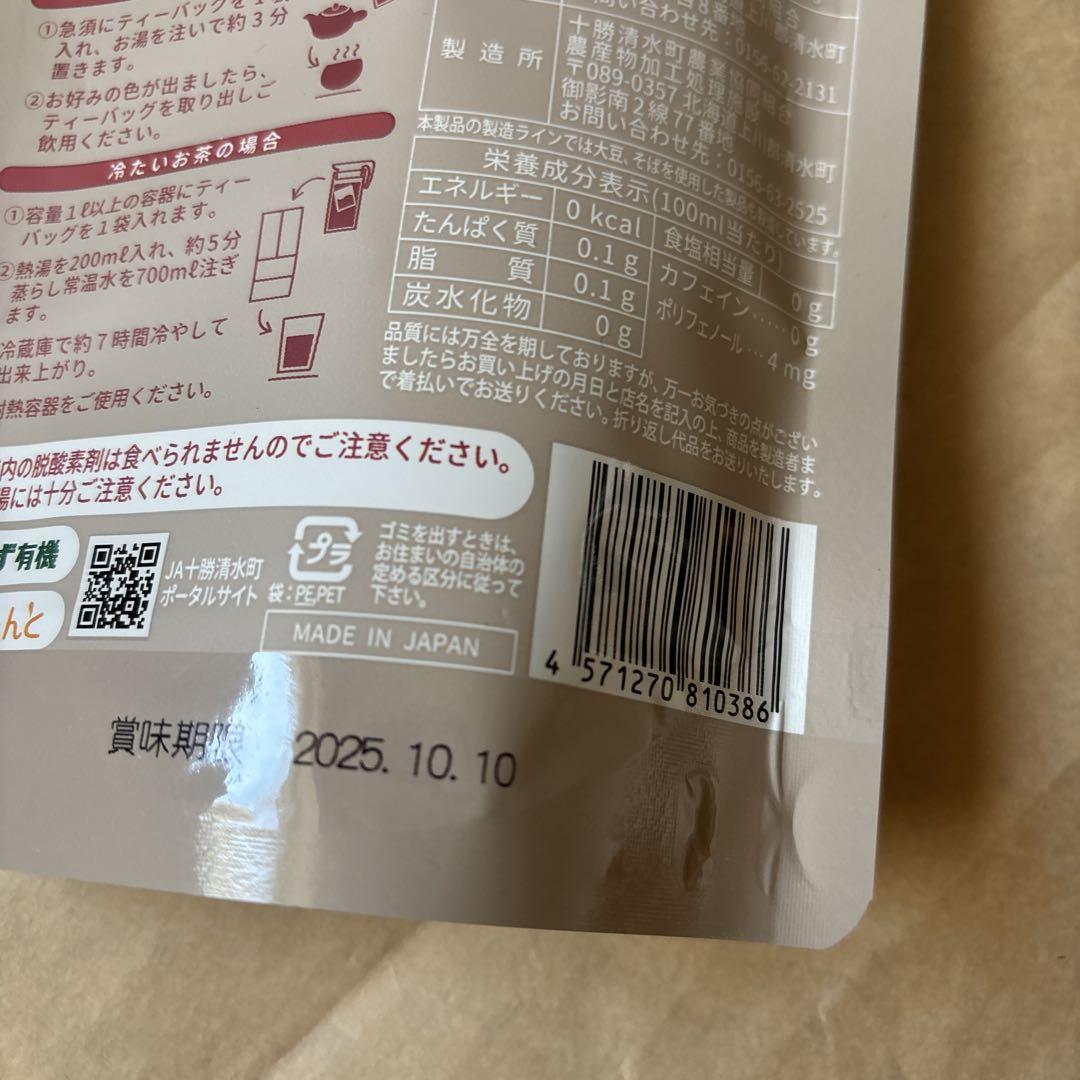 ①急須にティーバッグを1袋
入れ、お湯を注いで約3分
置きます。
②お好みの色が出ましたら、
ティーバッグを取り出しご
飲用ください。
冷たいお茶の場合
①容量1ℓ以上の容器にティー
バッグを1袋入れます。
②熱湯を200mℓ入れ、約5分
蒸らし常温水を700mℓ注ぎ
ます。
冷蔵庫で約7時間冷やして
出来上がり。
耐熱容器をご使用ください。
内の脱酸素剤は食べられませんのでご注意ください。
湯には十分ご注意ください。
ず有機
んと
JA十勝清水町
ポータルサイト
プラ
袋:PE,PET
ゴミを出すときは、
お住まいの自治体の
定める区分に従って
下さい。
MADE IN JAPAN
賞味期限 2025.10.10
8番地
問い合わせ先:0156-62-2131
製造所
十勝清水町農業協同組合
農産物加工処理施
〒089-0357 北海道上川郡清水町
御影南2線77番地
お問い合わせ先:0156-63-2525
本製品の製造ラインでは大豆、そばを使用した製品も製造しています。
栄養成分表示(100ml当たり)
エネルギー 0 kcal
たんぱく質 0.1 g
脂質 0.1 g
炭水化物 0 g
食塩相当量 0 g
カフェイン……0 g
ポリフェノール…4 mg
品質には万全を期しておりますが、万一お気づきの点がござい
ましたらお買い上げの月日と店名を記入の上、商品を製造者ま
で着払いでお送りください。折り返し代品をお送りいたします。
4 571270 810386